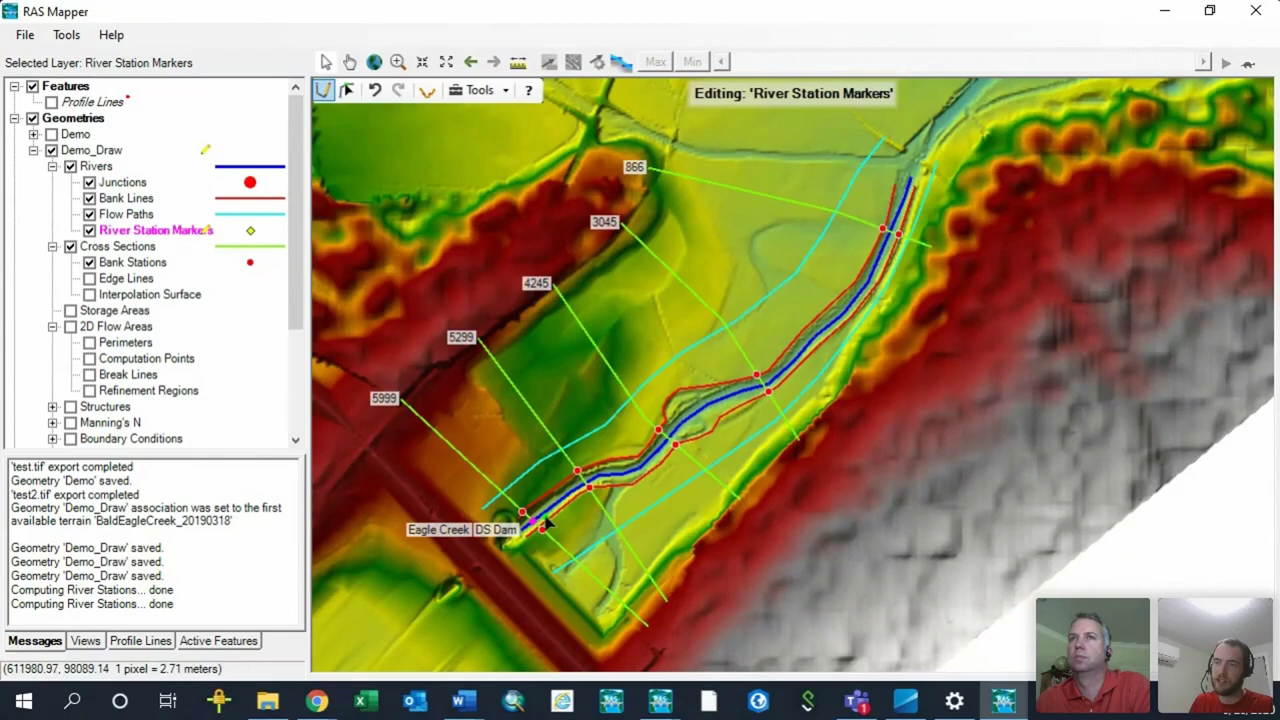 RAS Mapper
File Tools Help
Selected Layer: River Station Markers
Max Min
Features
Profile Lines
Geometries
Demo
Demo_Draw
Rivers
Junctions
Bank Lines
Flow Paths
River Station Markers
Cross Sections
Bank Stations
Edge Lines
Interpolation Surface
Storage Areas
2D Flow Areas
Perimeters
Computation Points
Break Lines
Refinement Regions
Structures
Manning's N
Boundary Conditions
Tools ?
Editing: 'River Station Markers'
866
3045
4245
5299
5999
Eagle Creek DS Dam
'test.tif' export completed
Geometry 'Demo' saved.
'test2.tif' export completed
Geometry 'Demo_Draw' association was set to the first
available terrain 'BaldEagleCreek_20190318'
Geometry 'Demo_Draw' saved.
Geometry 'Demo_Draw' saved.
Geometry 'Demo_Draw' saved.
Computing River Stations... done
Computing River Stations... done
Messages Views Profile Lines Active Features
(611980.97, 98089.14 1 pixel = 2.71 meters)